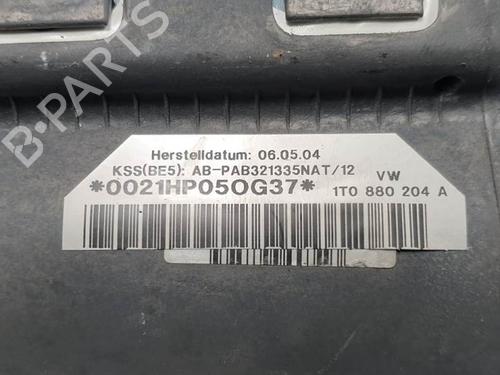 B-PARTS
Herstelldatum: 06.05.04
KSS(BE5): AB-PAB321335NAT/12 VW
*0021HP05OG37* 1T0 880 204 A